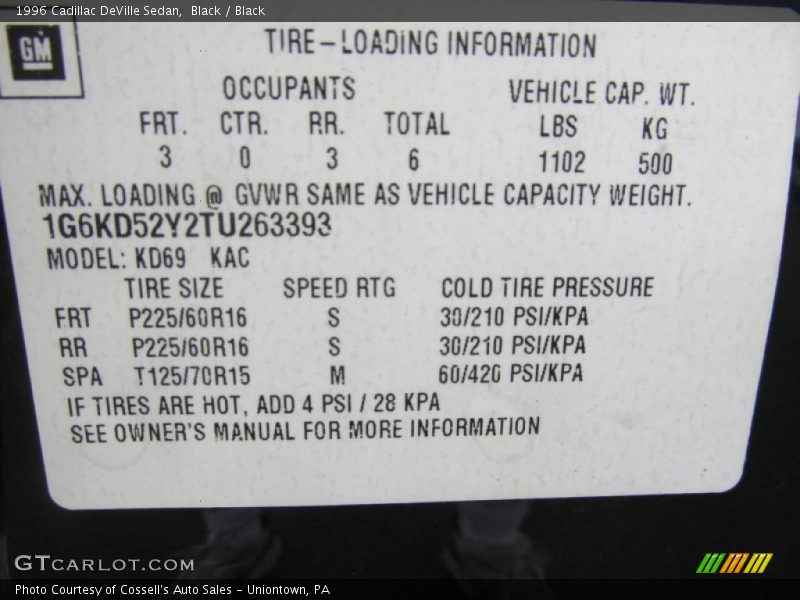 1996 Cadillac DeVille Sedan, Black / Black
GM
TIRE-LOADING INFORMATION
OCCUPANTS VEHICLE CAP. WT.
FRT. CTR. RR. TOTAL LBS KG
3 0 3 6 1102 500
MAX. LOADING @ GVWR SAME AS VEHICLE CAPACITY WEIGHT.
1G6KD52Y2TU263393
MODEL: KD69 KAC
TIRE SIZE SPEED RTG COLD TIRE PRESSURE
FRT P225/60R16 S 30/210 PSI/KPA
RR P225/60R16 S 30/210 PSI/KPA
SPA T125/70R15 M 60/420 PSI/KPA
IF TIRES ARE HOT, ADD 4 PSI / 28 KPA
SEE OWNER'S MANUAL FOR MORE INFORMATION
GTCARLOT.COM
Photo Courtesy of Cossell's Auto Sales - Uniontown, PA